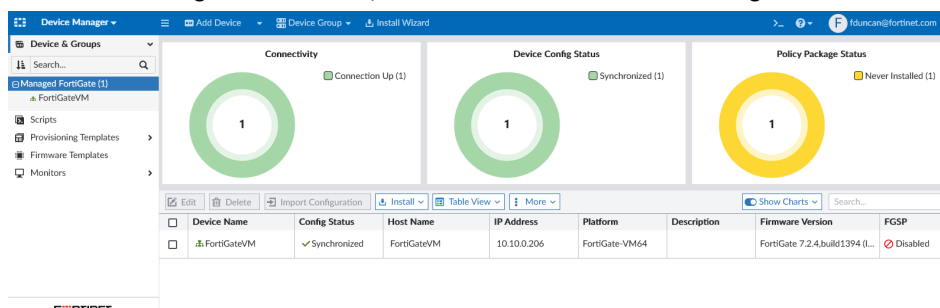 Device Manager
Add Device
Device Group
Install Wizard
>_
fduncan@fortinet.com
F
Device & Groups
Search...
Managed FortiGate (1)
FortiGateVM
Scripts
Provisioning Templates
Firmware Templates
Monitors
Connectivity
Connection Up (1)
1
Device Config Status
Synchronized (1)
1
Policy Package Status
Never Installed (1)
1
Edit Delete Import Configuration Install Table View More Show Charts Search...
Device Name Config Status Host Name IP Address Platform Description Firmware Version FGSP
FortiGateVM Synchronized FortiGateVM 10.10.0.206 FortiGate-VM64 FortiGate 7.2.4,build1394 (I... Disabled